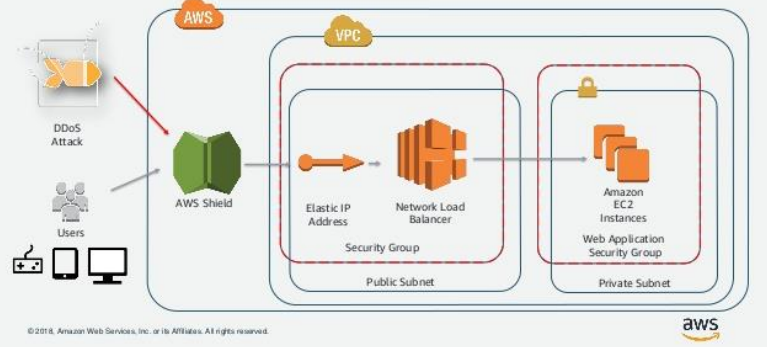 AWS
VPC
DDoS
Attack
AWS Shield
Users
Elastic IP
Address
Network Load
Balancer
Security Group
Public Subnet
Amazon
EC2
Instances
Web Application
Security Group
Private Subnet
© 2018, Amazon Web Services, Inc. or its Affiliates. All rights reserved.
aws